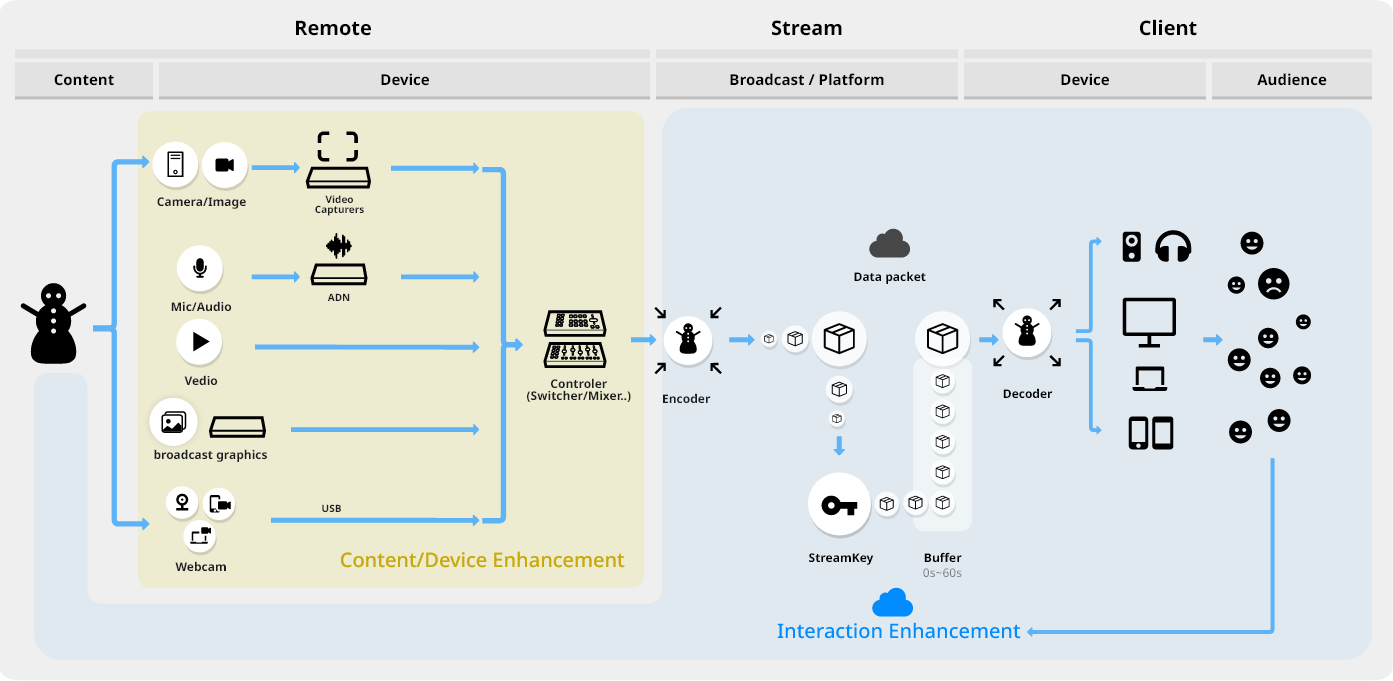 Remote
Stream
Client
Content
Device
Broadcast / Platform
Device
Audience
Camera/Image
Video
Capturers
Mic/Audio
ADN
Vedio
broadcast graphics
USB
Webcam
Controler
(Switcher/Mixer..)
Content/Device Enhancement
Encoder
Data packet
StreamKey
Buffer
0s~60s
Decoder
Interaction Enhancement